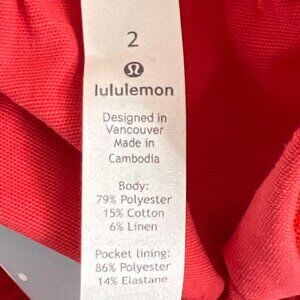 2
lululemon
Designed in
Vancouver
Made in
Cambodia
Body:
79% Polyester
15% Cotton
6% Linen
Pocket lining:
86% Polyester
14% Elastane